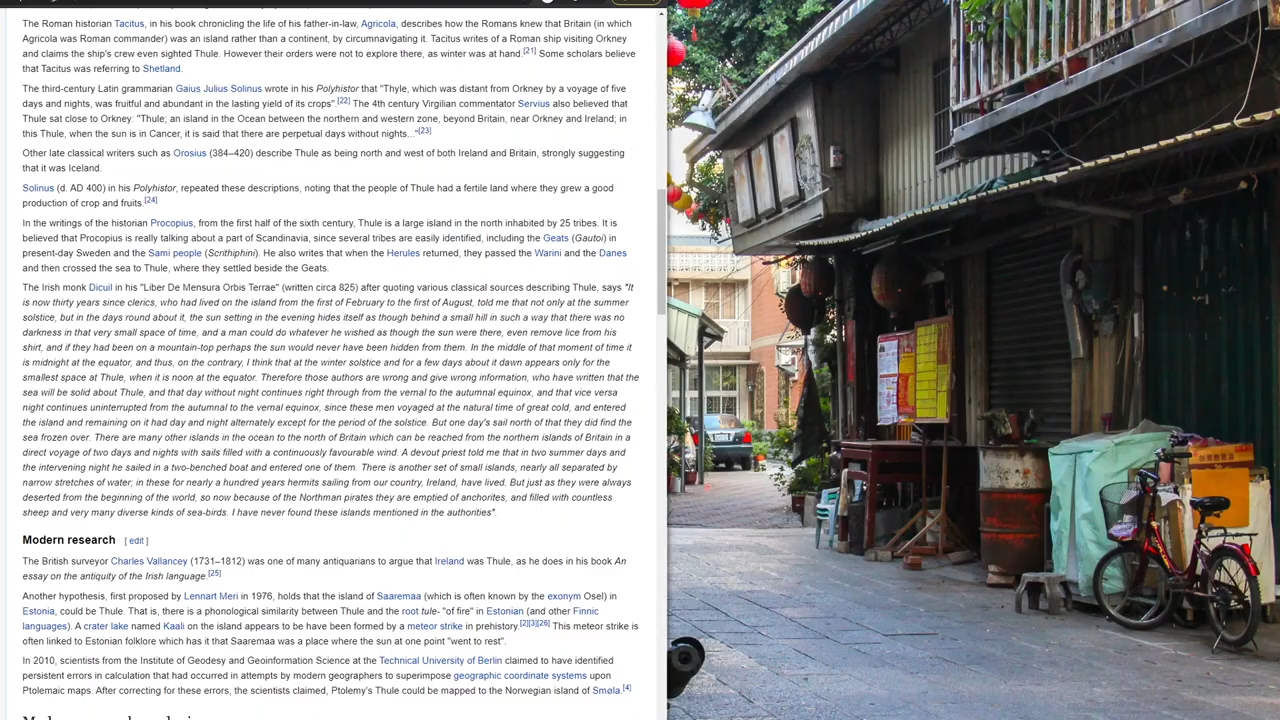 The Roman historian Tacitus, in his book chronicling the life of his father-in-law, Agricola, describes how the Romans knew that Britain (in which
Agricola was Roman commander) was an island rather than a continent, by circumnavigating it. Tacitus writes of a Roman ship visiting Orkney
and claims the ship's crew even sighted Thule. However their orders were not to explore there, as winter was at hand.[21] Some scholars believe
that Tacitus was referring to Shetland.
The third-century Latin grammarian Gaius Julius Solinus wrote in his Polyhistor that "Thyle, which was distant from Orkney by a voyage of five
days and nights, was fruitful and abundant in the lasting yield of its crops".[22] The 4th century Virgilian commentator Servius also believed that
Thule sat close to Orkney: "Thule; an island in the Ocean between the northern and western zone, beyond Britain, near Orkney and Ireland; in
this Thule, when the sun is in Cancer, it is said that there are perpetual days without nights..."[23]
Other late classical writers such as Orosius (384–420) describe Thule as being north and west of both Ireland and Britain, strongly suggesting
that it was Iceland.
Solinus (d. AD 400) in his Polyhistor, repeated these descriptions, noting that the people of Thule had a fertile land where they grew a good
production of crop and fruits.[24]
In the writings of the historian Procopius, from the first half of the sixth century, Thule is a large island in the north inhabited by 25 tribes. It is
believed that Procopius is really talking about a part of Scandinavia, since several tribes are easily identified, including the Geats (Gautoi) in
present-day Sweden and the Sami people (Scrithiphini). He also writes that when the Herules returned, they passed the Warini and the Danes
and then crossed the sea to Thule, where they settled beside the Geats.
The Irish monk Dicuil in his "Liber De Mensura Orbis Terrae" (written circa 825) after quoting various classical sources describing Thule, says "It
is now thirty years since clerics, who had lived on the island from the first of February to the first of August, told me that not only at the summer
solstice, but in the days round about it, the sun setting in the evening hides itself as though behind a small hill in such a way that there was no
darkness in that very small space of time, and a man could do whatever he wished as though the sun were there, even remove lice from his
shirt, and if they had been on a mountain-top perhaps the sun would never have been hidden from them. In the middle of that moment of time it
is midnight at the equator, and thus, on the contrary, I think that at the winter solstice and for a few days about it dawn appears only for the
smallest space at Thule, when it is noon at the equator. Therefore those authors are wrong and give wrong information, who have written that the
sea will be solid about Thule, and that day without night continues right through from the vernal to the autumnal equinox, and that vice versa
night continues uninterrupted from the autumnal to the vernal equinox, since these men voyaged at the natural time of great cold, and entered
the island and remaining on it had day and night alternately except for the period of the solstice. But one day's sail north of that they did find the
sea frozen over. There are many other islands in the ocean to the north of Britain which can be reached from the northern islands of Britain in a
direct voyage of two days and nights with sails filled with a continuously favourable wind. A devout priest told me that in two summer days and
the intervening night he sailed in a two-benched boat and entered one of them. There is another set of small islands, nearly all separated by
narrow stretches of water; in these for nearly a hundred years hermits sailing from our country, Ireland, have lived. But just as they were always
deserted from the beginning of the world, so now because of the Northman pirates they are emptied of anchorites, and filled with countless
sheep and very many diverse kinds of sea-birds. I have never found these islands mentioned in the authorities".
Modern research [ edit ]
The British surveyor Charles Vallancey (1731–1812) was one of many antiquarians to argue that Ireland was Thule, as he does in his book An
essay on the antiquity of the Irish language.[25]
Another hypothesis, first proposed by Lennart Meri in 1976, holds that the island of Saaremaa (which is often known by the exonym Osel) in
Estonia, could be Thule. That is, there is a phonological similarity between Thule and the root tule- "of fire" in Estonian (and other Finnic
languages). A crater lake named Kaali on the island appears to have been formed by a meteor strike in prehistory.[2][3][26] This meteor strike is
often linked to Estonian folklore which has it that Saaremaa was a place where the sun at one point "went to rest".
In 2010, scientists from the Institute of Geodesy and Geoinformation Science at the Technical University of Berlin claimed to have identified
persistent errors in calculation that had occurred in attempts by modern geographers to superimpose geographic coordinate systems upon
Ptolemaic maps. After correcting for these errors, the scientists claimed, Ptolemy's Thule could be mapped to the Norwegian island of Smøla.[4]